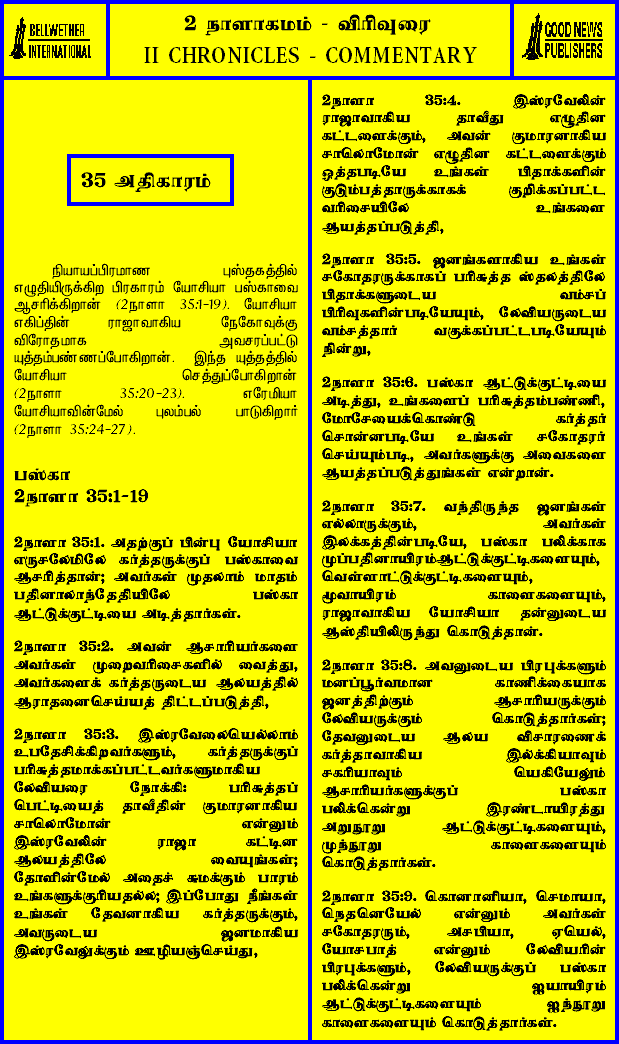 BELLWETHER
INTERNATIONAL
2 நாளாகமம் - விரிவுரை
II CHRONICLES - COMMENTARY
GOOD NEWS
PUBLISHERS
35 அதிகாரம்
நியாயப்பிரமாண புஸ்தகத்தில்
எழுதியிருக்கிற பிரகாரம் யோசியா பஸ்காவை
ஆசரிக்கிறான் (2நாளா 35:1-19). யோசியா
எகிப்தின் ராஜாவாகிய நேகோவுக்கு
விரோதமாக அவசரப்பட்டு
யுத்தம்பண்ணப்போகிறான். இந்த யுத்தத்தில்
யோசியா செத்துப்போகிறான்
(2நாளா 35:20-23). எரேமியா
யோசியாவின்மேல் புலம்பல் பாடுகிறார்
(2நாளா 35:24-27).
பஸ்கா
2நாளா 35:1-19
2நாளா 35:1. அதற்குப் பின்பு யோசியா
எருசலேமிலே கர்த்தருக்குப் பஸ்காவை
ஆசரித்தான்; அவர்கள் முதலாம் மாதம்
பதினாலாந்தேதியிலே பஸ்கா
ஆட்டுக்குட்டியை அடித்தார்கள்.
2நாளா 35:2. அவன் ஆசாரியர்களை
அவர்கள் முறைவரிசைகளில் வைத்து,
அவர்களைக் கர்த்தருடைய ஆலயத்தில்
ஆராதனைசெய்யத் திட்டப்படுத்தி,
2நாளா 35:3. இஸ்ரவேலையெல்லாம்
உபதேசிக்கிறவர்களும், கர்த்தருக்குப்
பரிசுத்தமாக்கப்பட்டவர்களுமாகிய
லேவியரை நோக்கி: பரிசுத்தப்
பெட்டியைத் தாவீதின் குமாரனாகிய
சாலொமோன் என்னும்
இஸ்ரவேலின் ராஜா கட்டின
ஆலயத்திலே வையுங்கள்;
தோளின்மேல் அதைச் சுமக்கும் பாரம்
உங்களுக்குரியதல்ல; இப்போது நீங்கள்
உங்கள் தேவனாகிய கர்த்தருக்கும்,
அவருடைய ஜனமாகிய
இஸ்ரவேலுக்கும் ஊழியஞ்செய்து,
2நாளா 35:4. இஸ்ரவேலின்
ராஜாவாகிய தாவீது எழுதின
கட்டளைக்கும், அவன் குமாரனாகிய
சாலொமோன் எழுதின கட்டளைக்கும்
ஒத்தபடியே உங்கள் பிதாக்களின்
குடும்பத்தாருக்காகக் குறிக்கப்பட்ட
வரிசையிலே உங்களை
ஆயத்தப்படுத்தி,
2நாளா 35:5. ஜனங்களாகிய உங்கள்
சகோதரருக்காகப் பரிசுத்த ஸ்தலத்திலே
பிதாக்களுடைய வம்சப்
பிரிவுகளின்படியேயும், லேவியருடைய
வம்சத்தார் வகுக்கப்பட்டபடியேயும்
நின்று,
2நாளா 35:6. பஸ்கா ஆட்டுக்குட்டியை
அடித்து, உங்களைப் பரிசுத்தம்பண்ணி,
மோசேயைக்கொண்டு கர்த்தர்
சொன்னபடியே உங்கள் சகோதரர்
செய்யும்படி, அவர்களுக்கு அவைகளை
ஆயத்தப்படுத்துங்கள் என்றான்.
2நாளா 35:7. வந்திருந்த ஜனங்கள்
எல்லாருக்கும், அவர்கள்
இலக்கத்தின்படியே, பஸ்கா பலிக்காக
முப்பதினாயிரம்ஆட்டுக்குட்டிகளையும்,
வெள்ளாட்டுக்குட்டிகளையும்,
மூவாயிரம் காளைகளையும்,
ராஜாவாகிய யோசியா தன்னுடைய
ஆஸ்தியிலிருந்து கொடுத்தான்.
2நாளா 35:8. அவனுடைய பிரபுக்களும்
மனப்பூர்வமான காணிக்கையாக
ஜனத்திற்கும் ஆசாரியருக்கும்
லேவியருக்கும் கொடுத்தார்கள்;
தேவனுடைய ஆலய விசாரணைக்
கர்த்தாவாகிய இல்க்கியாவும்
சகரியாவும் யெகியேலும்
ஆசாரியர்களுக்குப் பஸ்கா
பலிக்கென்று இரண்டாயிரத்து
அறுநூறு ஆட்டுக்குட்டிகளையும்,
முந்நூறு காளைகளையும்
கொடுத்தார்கள்.
2நாளா 35:9. கொனானியா, செமாயா,
நெதனெயேல் என்னும் அவர்கள்
சகோதரரும், அசபியா, ஏயெல்,
யோசபாத் என்னும் லேவியரின்
பிரபுக்களும், லேவியருக்குப் பஸ்கா
பலிக்கென்று ஐயாயிரம்
ஆட்டுக்குட்டிகளையும் ஐந்நூறு
காளைகளையும் கொடுத்தார்கள்.